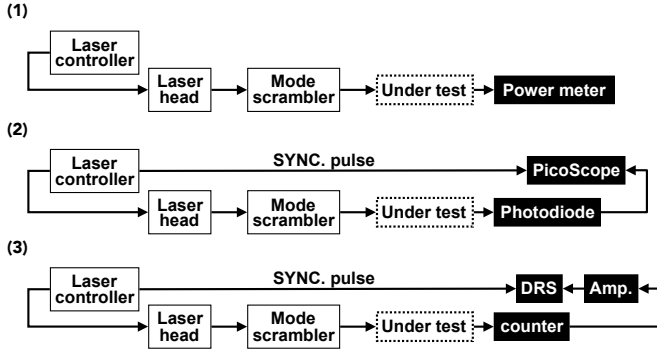 (1)
Laser
controller
Laser
head
Mode
scrambler
Under test
Power meter
(2)
Laser
controller
SYNC. pulse
PicoScope
Laser
head
Mode
scrambler
Under test
Photodiode
(3)
Laser
controller
SYNC. pulse
DRS
Amp.
Laser
head
Mode
scrambler
Under test
counter